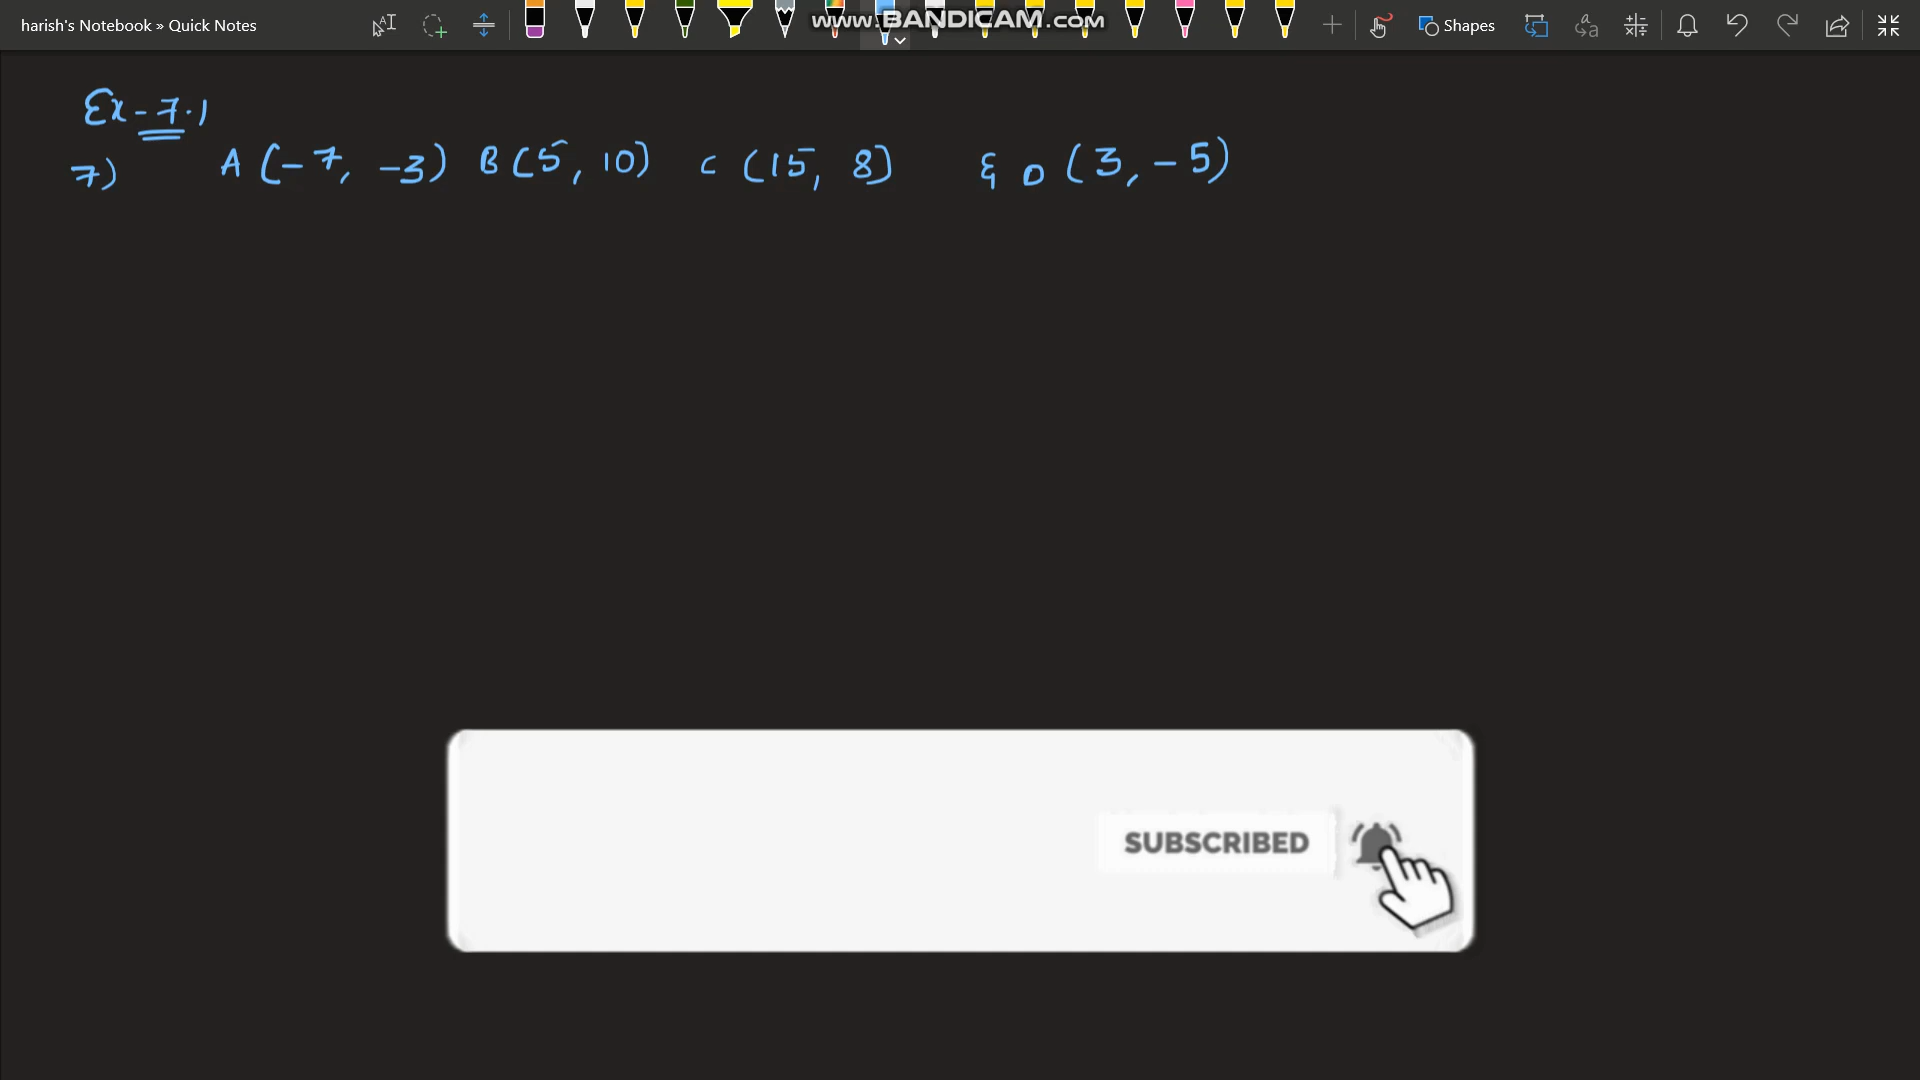 harish's Notebook » Quick Notes
www.BANDICAM.com
Shapes
Ex-7.1
7) A (-7, -3) B (5, 10) C (15, 8) & D (3, -5)
SUBSCRIBED